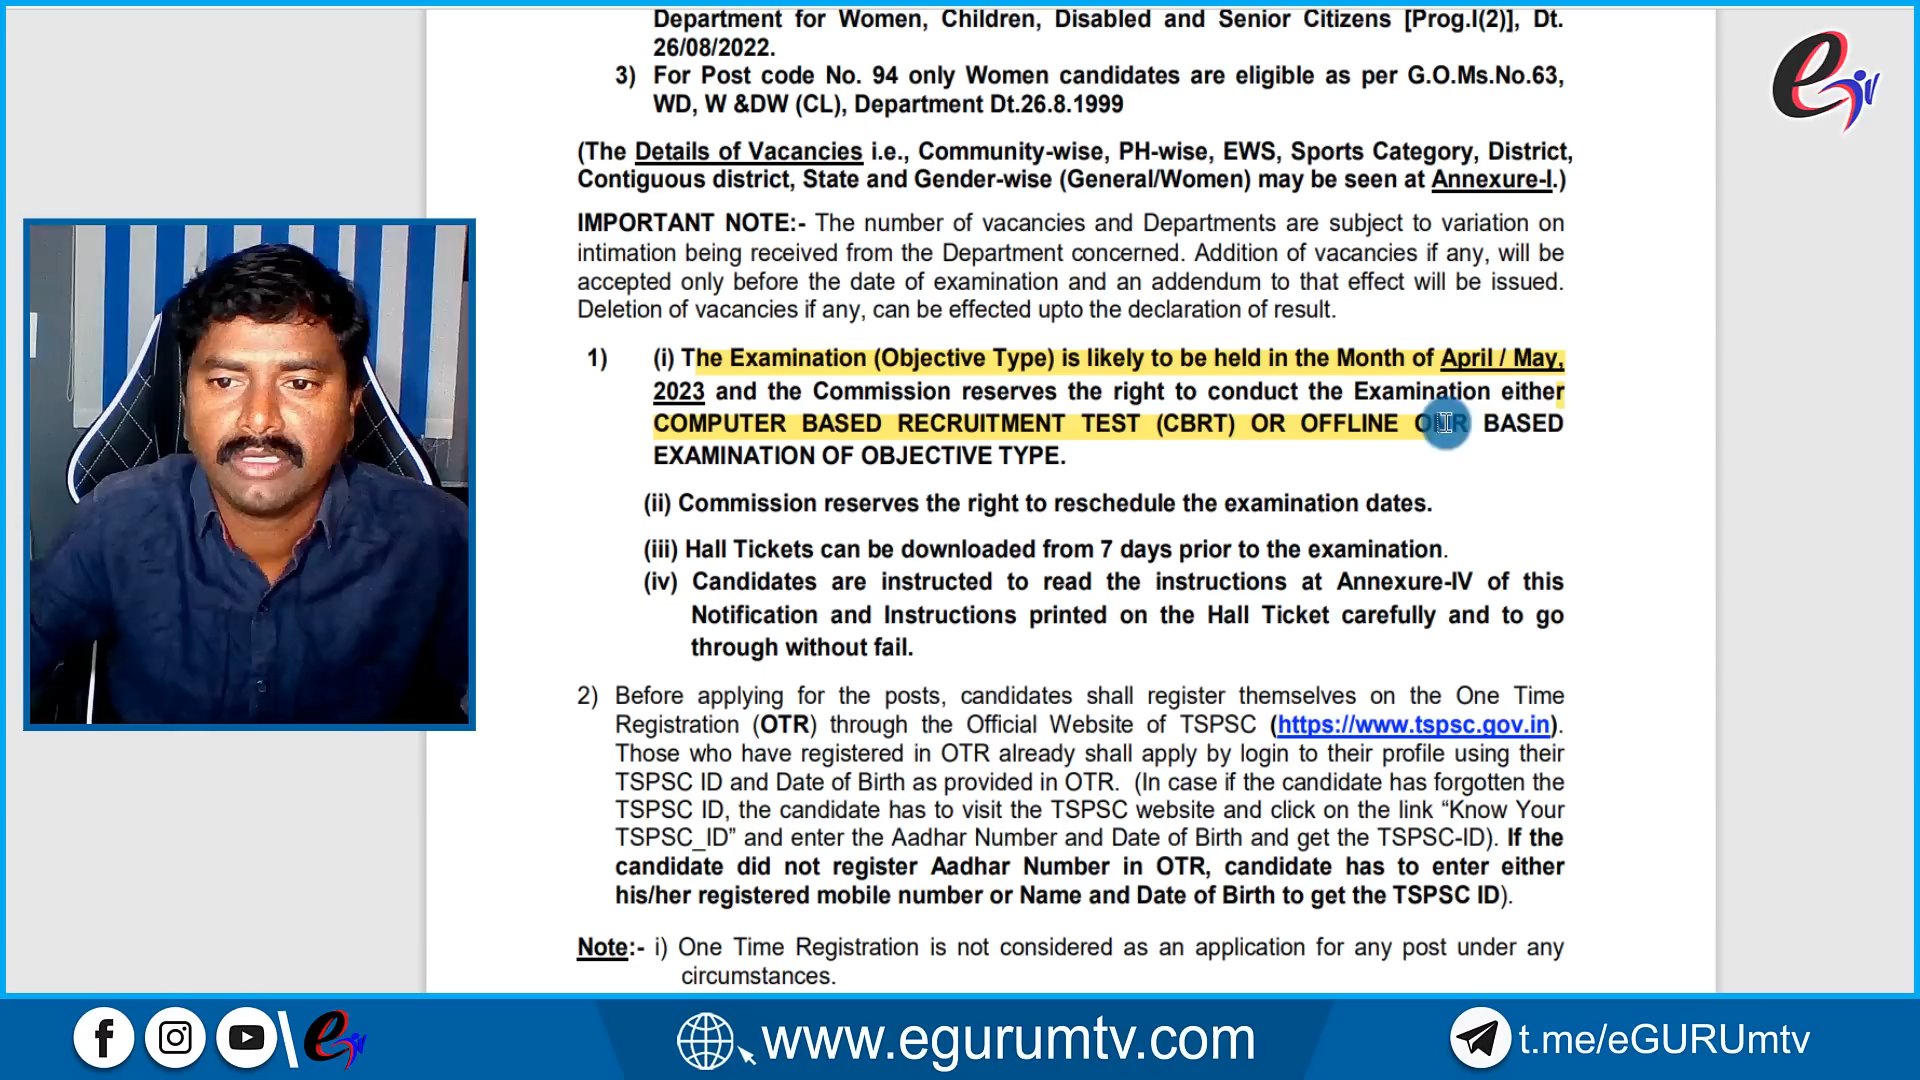 Department for Women, Children, Disabled and Senior Citizens [Prog.I(2)], Dt.
26/08/2022.
3) For Post code No. 94 only Women candidates are eligible as per G.O.Ms.No.63,
WD, W &DW (CL), Department Dt.26.8.1999
(The Details of Vacancies i.e., Community-wise, PH-wise, EWS, Sports Category, District,
Contiguous district, State and Gender-wise (General/Women) may be seen at Annexure-I.)
IMPORTANT NOTE:- The number of vacancies and Departments are subject to variation on
intimation being received from the Department concerned. Addition of vacancies if any, will be
accepted only before the date of examination and an addendum to that effect will be issued.
Deletion of vacancies if any, can be effected upto the declaration of result.
1) (i) The Examination (Objective Type) is likely to be held in the Month of April / May,
2023 and the Commission reserves the right to conduct the Examination either
COMPUTER BASED RECRUITMENT TEST (CBRT) OR OFFLINE OMR BASED
EXAMINATION OF OBJECTIVE TYPE.
(ii) Commission reserves the right to reschedule the examination dates.
(iii) Hall Tickets can be downloaded from 7 days prior to the examination.
(iv) Candidates are instructed to read the instructions at Annexure-IV of this
Notification and Instructions printed on the Hall Ticket carefully and to go
through without fail.
2) Before applying for the posts, candidates shall register themselves on the One Time
Registration (OTR) through the Official Website of TSPSC (https://www.tspsc.gov.in).
Those who have registered in OTR already shall apply by login to their profile using their
TSPSC ID and Date of Birth as provided in OTR. (In case if the candidate has forgotten the
TSPSC ID, the candidate has to visit the TSPSC website and click on the link “Know Your
TSPSC_ID” and enter the Aadhar Number and Date of Birth and get the TSPSC-ID). If the
candidate did not register Aadhar Number in OTR, candidate has to enter either
his/her registered mobile number or Name and Date of Birth to get the TSPSC ID).
Note:- i) One Time Registration is not considered as an application for any post under any
circumstances.
www.egurumtv.com
t.me/eGURUmtv